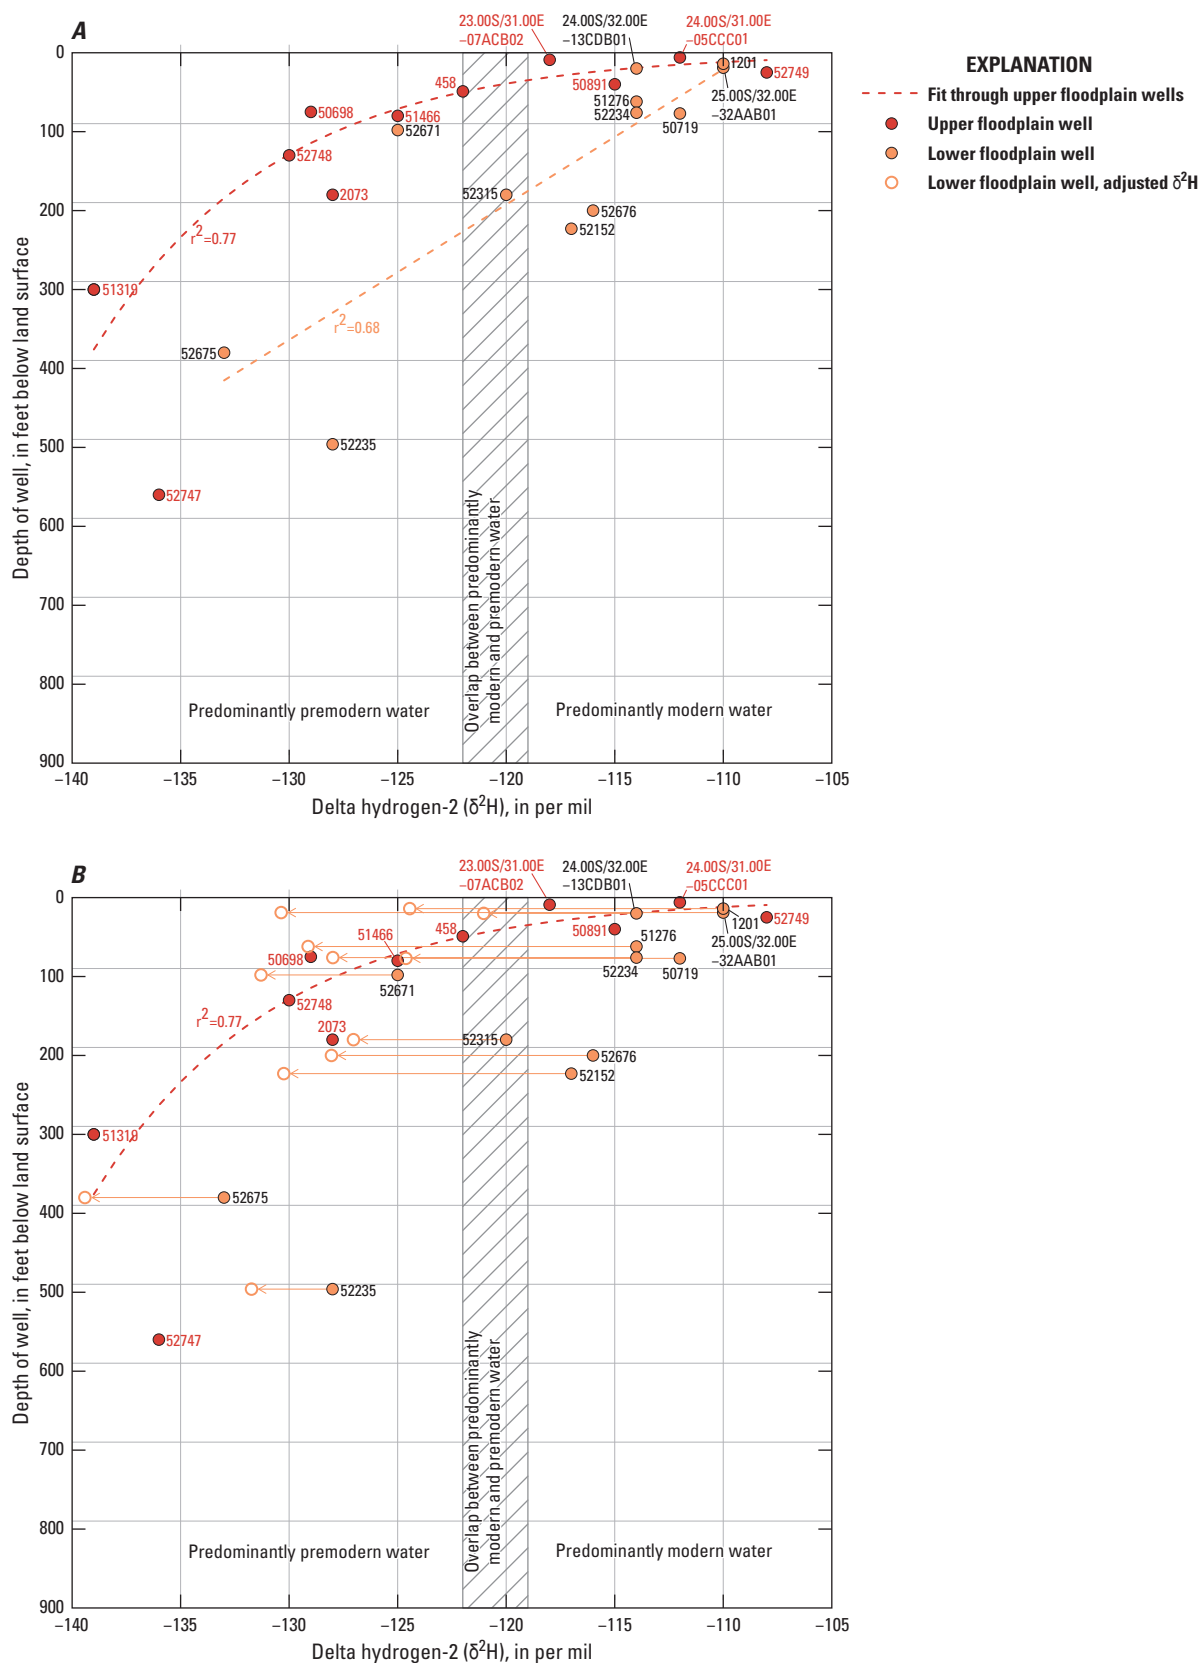 A
23.00S/31.00E
–07ACB02
24.00S/32.00E
–13CDB01
24.00S/31.00E
–05CCC01
0
100
200
300
400
500
600
700
800
900
Depth of well, in feet below land surface
458
50891
1201
52749
50698
51466
51276
25.00S/32.00E
–32AAB01
52671
52234
50719
52748
2073
52315
52676
52152
r²=0.77
51319
r²=0.68
52675
52235
52747
Overlap between predominantly
modern and premodern water
Predominantly premodern water
Predominantly modern water
–140
–135
–130
–125
–120
–115
–110
–105
Delta hydrogen-2 (δ²H), in per mil
EXPLANATION
Fit through upper floodplain wells
Upper floodplain well
Lower floodplain well
Lower floodplain well, adjusted δ²H
B
23.00S/31.00E
–07ACB02
24.00S/32.00E
–13CDB01
24.00S/31.00E
–05CCC01
0
100
200
300
400
500
600
700
800
900
Depth of well, in feet below land surface
51466
458
50891
1201
52749
51276
25.00S/32.00E
–32AAB01
50698
52671
52234
50719
52748
r²=0.77
2073
52315
52676
52152
51319
52675
52235
52747
Overlap between predominantly
modern and premodern water
Predominantly premodern water
Predominantly modern water
–140
–135
–130
–125
–120
–115
–110
–105
Delta hydrogen-2 (δ²H), in per mil